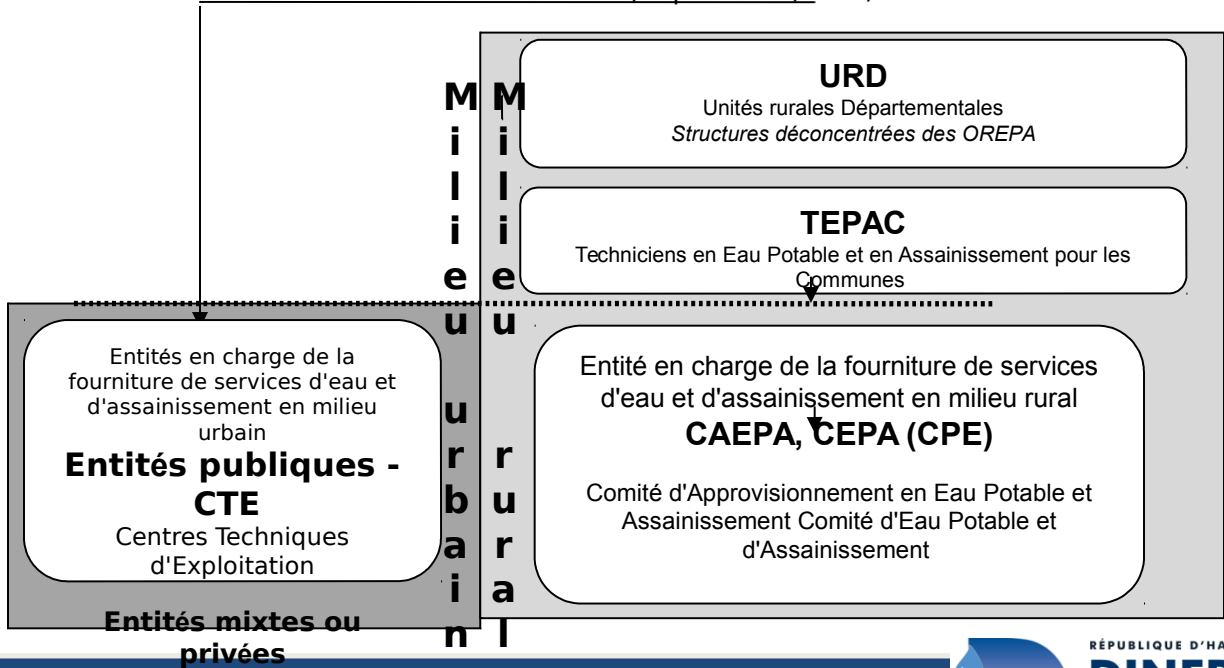 URD
Unités rurales Départementales
Structures déconcentrées des OREPA
TEPAC
Techniciens en Eau Potable et en Assainissement pour les
Communes
Milieu urbain
Milieu rural
Entités en charge de la
fourniture de services d'eau et
d'assainissement en milieu
urbain
Entités publiques -
CTE
Centres Techniques
d'Exploitation
Entités mixtes ou
privées
Entité en charge de la fourniture de services
d'eau et d'assainissement en milieu rural
CAEPA, CEPA (CPE)
Comité d'Approvisionnement en Eau Potable et
Assainissement Comité d'Eau Potable et
d'Assainissement
RÉPUBLIQUE D'HA